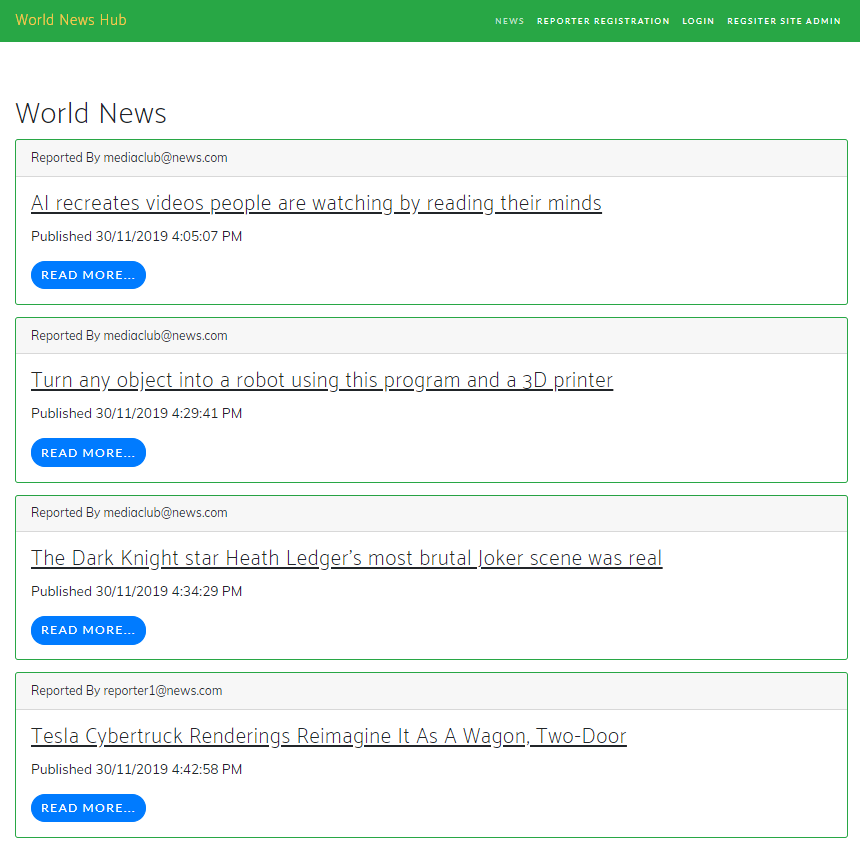 World News Hub
NEWS REPORTER REGISTRATION LOGIN REGSITER SITE ADMIN
World News
Reported By mediaclub@news.com
AI recreates videos people are watching by reading their minds
Published 30/11/2019 4:05:07 PM
READ MORE...
Reported By mediaclub@news.com
Turn any object into a robot using this program and a 3D printer
Published 30/11/2019 4:29:41 PM
READ MORE...
Reported By mediaclub@news.com
The Dark Knight star Heath Ledger's most brutal Joker scene was real
Published 30/11/2019 4:34:29 PM
READ MORE...
Reported By reporter1@news.com
Tesla Cybertruck Renderings Reimagine It As A Wagon, Two-Door
Published 30/11/2019 4:42:58 PM
READ MORE...